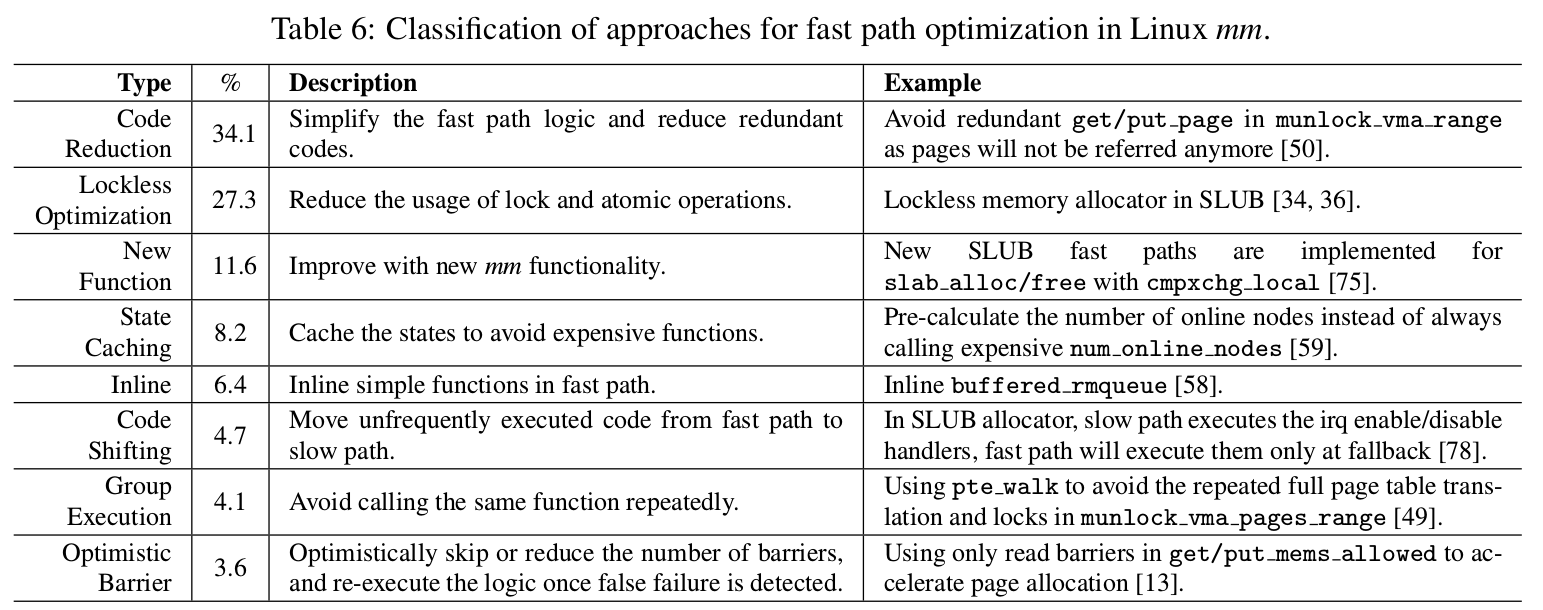 Table 6: Classification of approaches for fast path optimization in Linux mm.
Type % Description Example
Code Reduction 34.1 Simplify the fast path logic and reduce redundant codes. Avoid redundant get/put_page in munlock_vma_range as pages will not be referred anymore [50].
Lockless Optimization 27.3 Reduce the usage of lock and atomic operations. Lockless memory allocator in SLUB [34, 36].
New Function 11.6 Improve with new mm functionality. New SLUB fast paths are implemented for slab_alloc/free with cmpxchg_local [75].
State Caching 8.2 Cache the states to avoid expensive functions. Pre-calculate the number of online nodes instead of always calling expensive num_online_nodes [59].
Inline 6.4 Inline simple functions in fast path. Inline buffered_rmqueue [58].
Code Shifting 4.7 Move unfrequently executed code from fast path to slow path. In SLUB allocator, slow path executes the irq enable/disable handlers, fast path will execute them only at fallback [78].
Group Execution 4.1 Avoid calling the same function repeatedly. Using pte_walk to avoid the repeated full page table trans-lation and locks in munlock_vma_pages_range [49].
Optimistic Barrier 3.6 Optimistically skip or reduce the number of barriers, and re-execute the logic once false failure is detected. Using only read barriers in get/put_mems_allowed to ac-celerate page allocation [13].